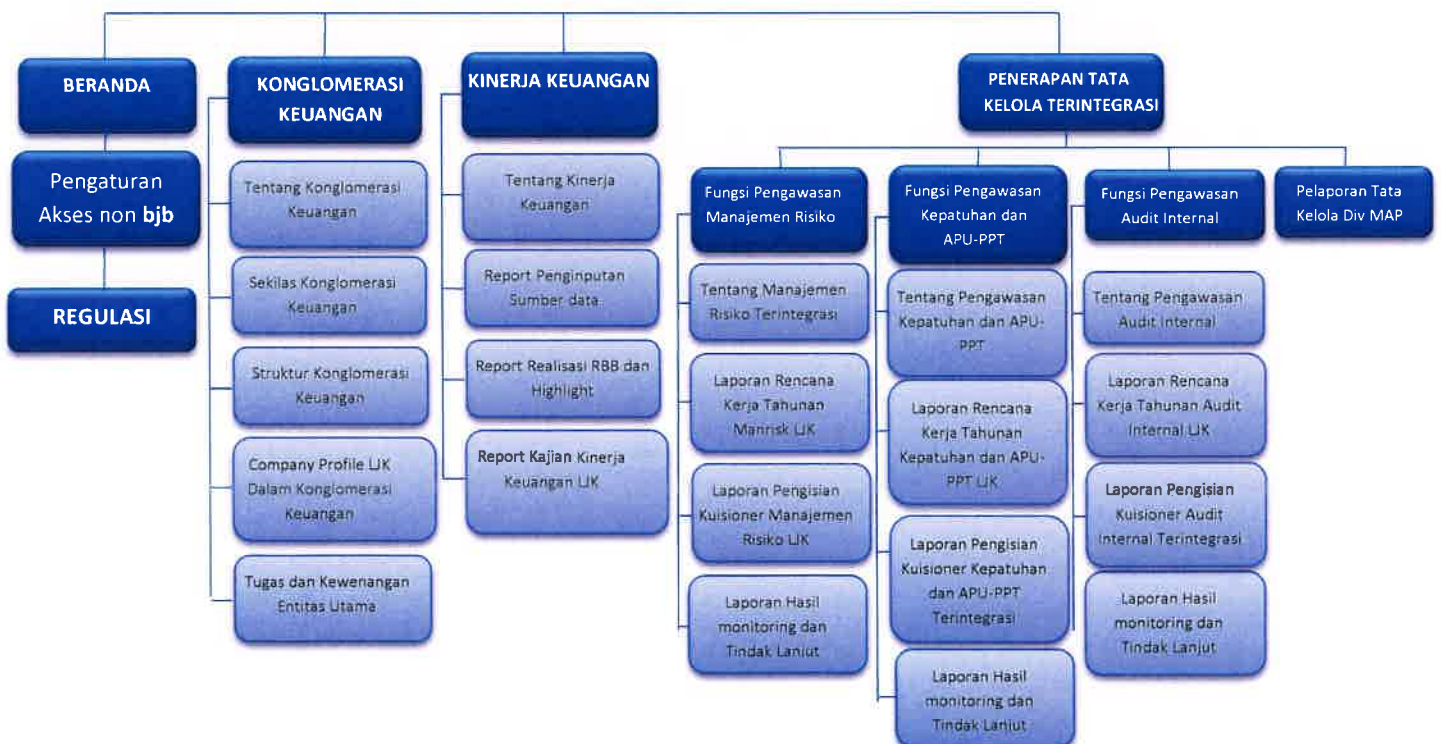 BERANDA
Pengaturan
Akses non bjb
REGULASI
KONGLOMERASI
KEUANGAN
Tentang Konglomerasi
Keuangan
Sekilas Konglomerasi
Keuangan
Struktur Konglomerasi
Keuangan
Company Profile LJK
Dalam Konglomerasi
Keuangan
Tugas dan Kewenangan
Entitas Utama
KINERJA KEUANGAN
Tentang Kinerja
Keuangan
Report Penginputan
Sumber data
Report Realisasi RBB dan
Highlight
Report Kajian Kinerja
Keuangan LJK
PENERAPAN TATA
KELOLA TERINTEGRASI
Fungsi Pengawasan
Manajemen Risiko
Tentang Manajemen
Risiko Terintegrasi
Laporan Rencana
Kerja Tahunan
Manrisk LJK
Laporan Pengisian
Kuisioner Manajemen
Risiko LJK
Laporan Hasil
monitoring dan
Tindak Lanjut
Fungsi Pengawasan
Kepatuhan dan
APU-PPT
Tentang Pengawasan
Kepatuhan dan APU-
PPT
Laporan Rencana
Kerja Tahunan
Kepatuhan dan APU-
PPT LJK
Laporan Pengisian
Kuisioner Kepatuhan
dan APU-PPT
Terintegrasi
Laporan Hasil
monitoring dan
Tindak Lanjut
Fungsi Pengawasan
Audit Internal
Tentang Pengawasan
Audit Internal
Laporan Rencana
Kerja Tahunan Audit
Internal LJK
Laporan Pengisian
Kuisioner Audit
Internal Terintegrasi
Laporan Hasil
monitoring dan
Tindak Lanjut
Pelaporan Tata
Kelola Div MAP